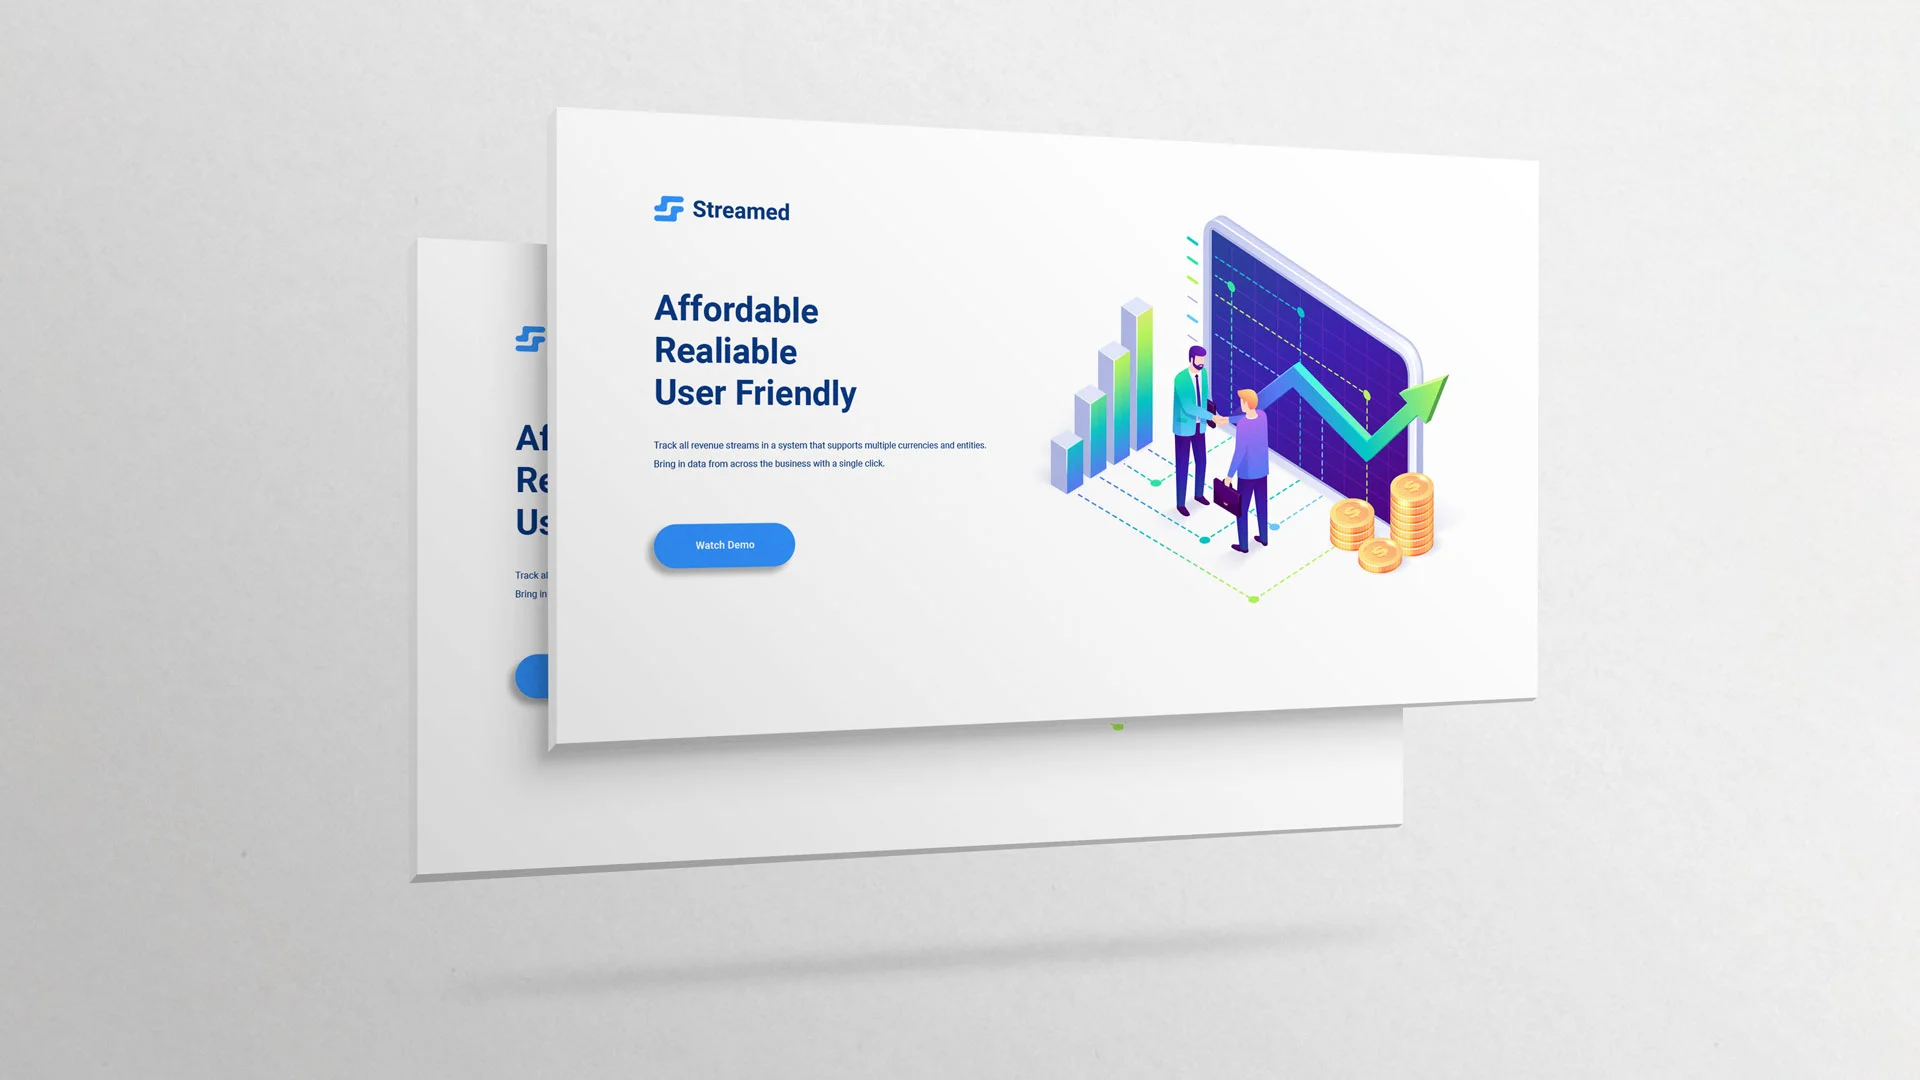 Streamed
Affordable
Realiable
User Friendly
Track all revenue streams in a system that supports multiple currencies and entities.
Bring in data from across the business with a single click.
Watch Demo
Af
Re
Us
Track al
Bring in